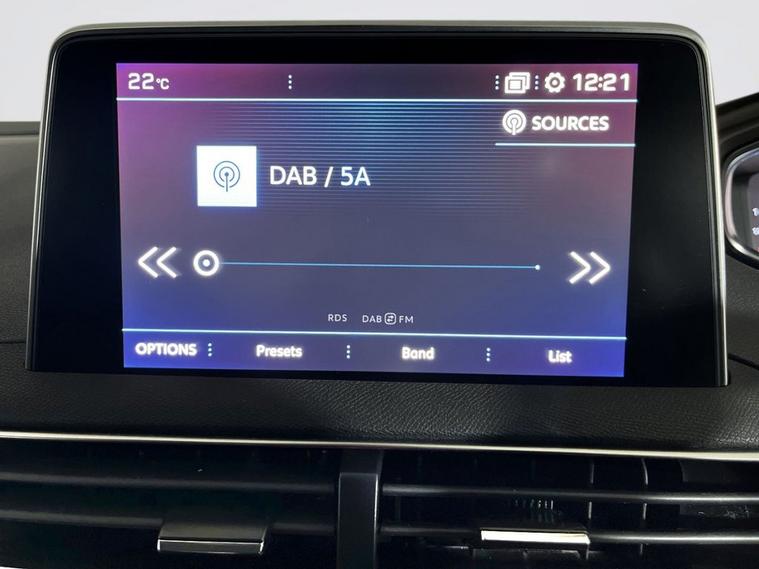 22°C
12:21
SOURCES
DAB / 5A
RDS DAB FM
OPTIONS Presets Band List